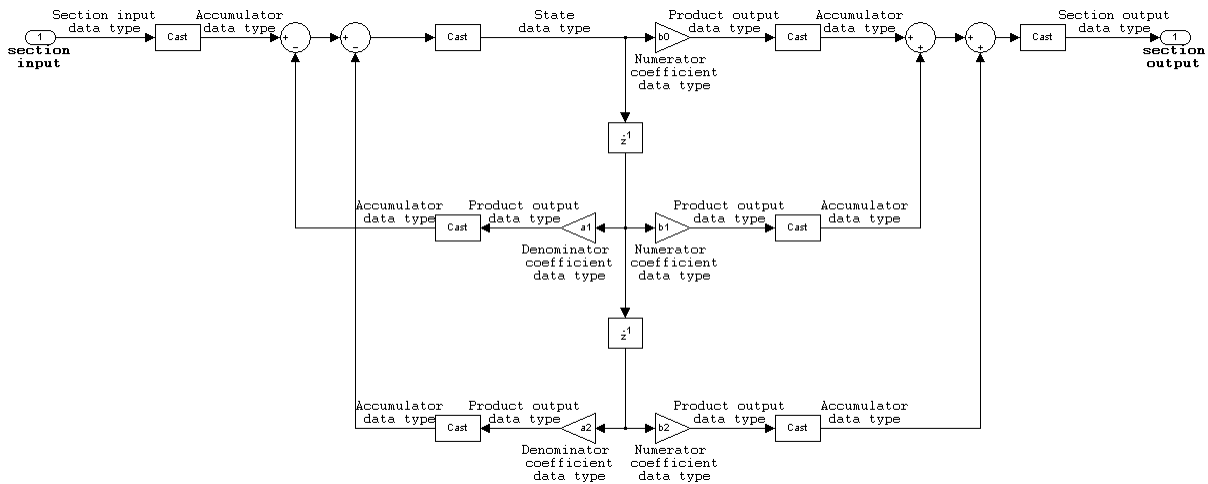 Section input
data type
Accumulator
data type
State
data type
Product output
data type
Accumulator
data type
Section output
data type
1
Cast
+
−
+
−
Cast
b0
Cast
+
+
+
+
Cast
1
section
input
section
output
Numerator
coefficient
data type
z-1
Accumulator
data type
Product output
data type
Product output
data type
Accumulator
data type
Cast
a1
b1
Cast
Denominator
coefficient
data type
Numerator
coefficient
data type
z-1
Accumulator
data type
Product output
data type
Product output
data type
Accumulator
data type
Cast
a2
b2
Cast
Denominator
coefficient
data type
Numerator
coefficient
data type